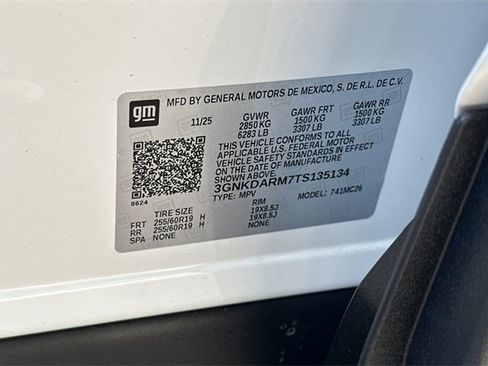 gm
MFD BY GENERAL MOTORS DE MEXICO, S. DE R.L. DE C.V.
11/25 GVWR GAWR FRT GAWR RR
2850 KG 1500 KG 1500 KG
6283 LB 3307 LB 3307 LB
THIS VEHICLE CONFORMS TO ALL
APPLICABLE U.S. FEDERAL MOTOR
VEHICLE SAFETY STANDARDS IN EFFECT
ON THE DATE OF MANUFACTURE
SHOWN ABOVE.
3GNKDARM7TS135134
8624 TYPE: MPV MODEL: 741MC26
TIRE SIZE RIM
FRT 255/60R19 H 19X8.5J
RR 255/60R19 H 19X8.5J
SPA NONE NONE